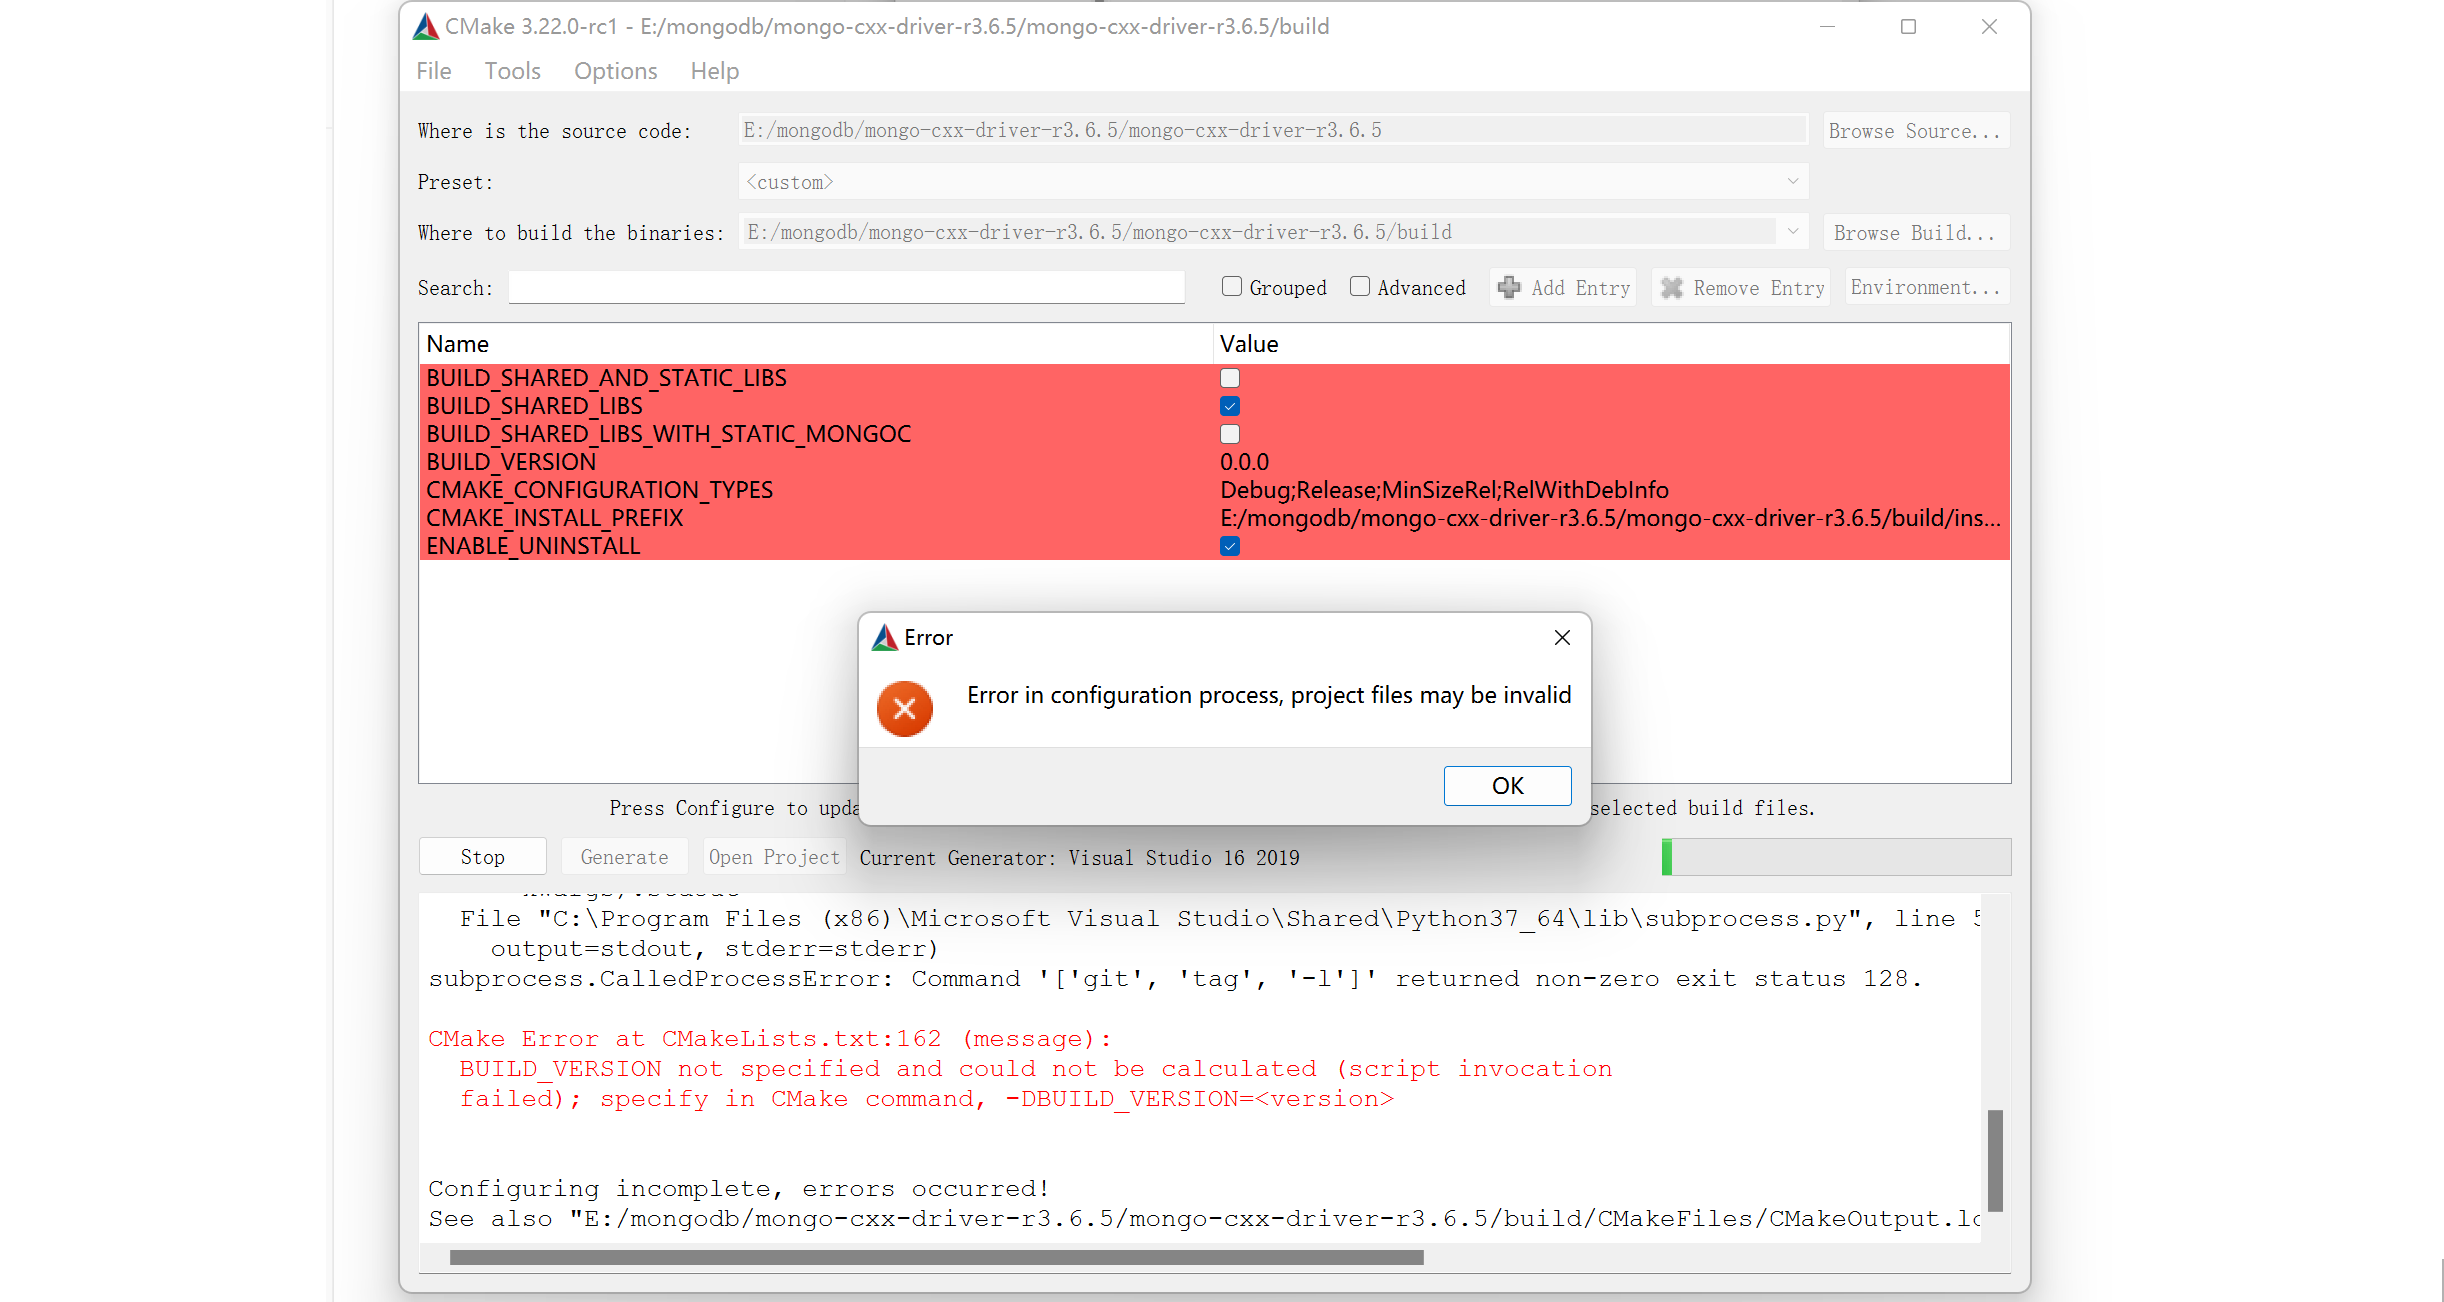 CMake 3.22.0-rc1 - E:/mongodb/mongo-cxx-driver-r3.6.5/mongo-cxx-driver-r3.6.5/build
File Tools Options Help
Where is the source code: E:/mongodb/mongo-cxx-driver-r3.6.5/mongo-cxx-driver-r3.6.5 Browse Source...
Preset: <custom>
Where to build the binaries: E:/mongodb/mongo-cxx-driver-r3.6.5/mongo-cxx-driver-r3.6.5/build Browse Build...
Search: Grouped Advanced Add Entry Remove Entry Environment...
Name Value
BUILD_SHARED_AND_STATIC_LIBS
BUILD_SHARED_LIBS
BUILD_SHARED_LIBS_WITH_STATIC_MONGOC
BUILD_VERSION 0.0.0
CMAKE_CONFIGURATION_TYPES Debug;Release;MinSizeRel;RelWithDebInfo
CMAKE_INSTALL_PREFIX E:/mongodb/mongo-cxx-driver-r3.6.5/mongo-cxx-driver-r3.6.5/build/ins...
ENABLE_UNINSTALL
Error
Error in configuration process, project files may be invalid
OK
Press Configure to upda selected build files.
Stop Generate Open Project Current Generator: Visual Studio 16 2019
File "C:\Program Files (x86)\Microsoft Visual Studio\Shared\Python37_64\lib\subprocess.py", line 5
output=stdout, stderr=stderr)
subprocess.CalledProcessError: Command '['git', 'tag', '-l']' returned non-zero exit status 128.
CMake Error at CMakeLists.txt:162 (message):
BUILD_VERSION not specified and could not be calculated (script invocation
failed); specify in CMake command, -DBUILD_VERSION=<version>
Configuring incomplete, errors occurred!
See also "E:/mongodb/mongo-cxx-driver-r3.6.5/mongo-cxx-driver-r3.6.5/build/CMakeFiles/CMakeOutput.lo